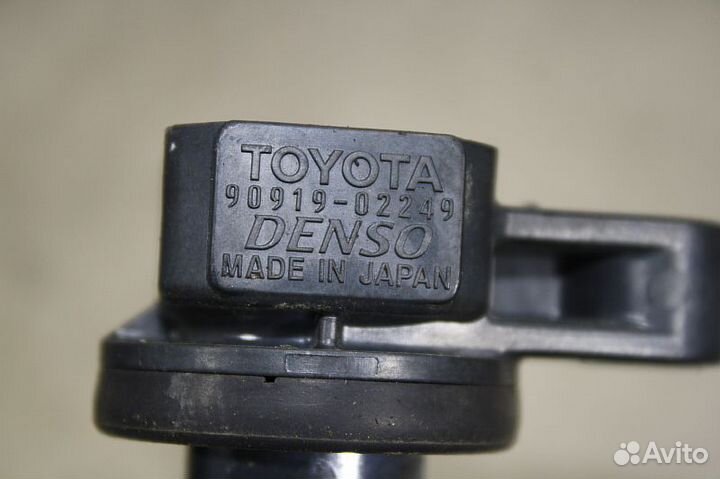 TOYOTA
90919-02249
DENSO
MADE IN JAPAN
Avito